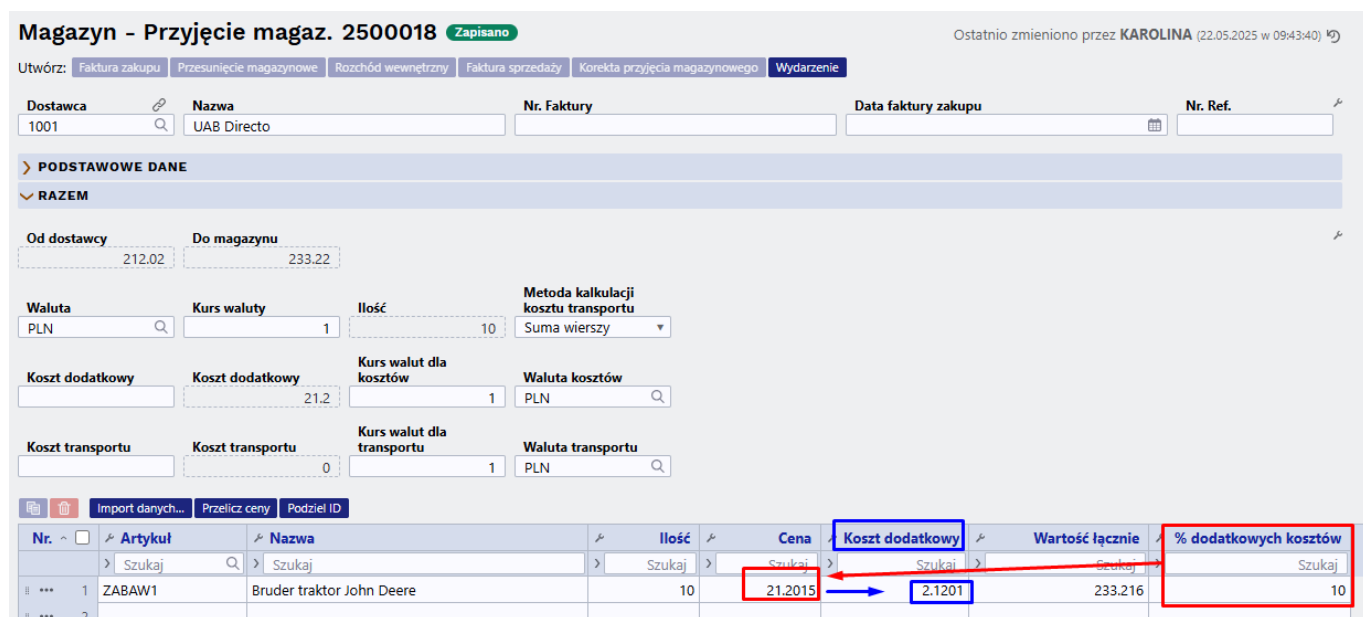 Magazyn - Przyjęcie magaz. 2500018 Zapisano
Ostatnio zmieniono przez KAROLINA (22.05.2025 w 09:43:40)
Utwórz: Faktura zakupu Przesunięcie magazynowe Rozchód wewnętrzny Faktura sprzedaży Korekta przyjęcia magazynowego Wydarzenie
Dostawca Nazwa Nr. Faktury Data faktury zakupu Nr. Ref.
1001 UAB Directo
PODSTAWOWE DANE
RAZEM
Od dostawcy Do magazynu
212.02 233.22
Waluta Kurs waluty Ilość Metoda kalkulacji kosztu transportu
PLN 1 10 Suma wierszy
Koszt dodatkowy Koszt dodatkowy Kurs walut dla kosztów Waluta kosztów
21.2 1 PLN
Koszt transportu Koszt transportu Kurs walut dla transportu Waluta transportu
0 1 PLN
Import danych... Przelicz ceny Podziel ID
Nr. Artykuł Nazwa Ilość Cena Koszt dodatkowy Wartość łącznie % dodatkowych kosztów
Szukaj Szukaj Szukaj Szukaj Szukaj Szukaj Szukaj
1 ZABAW1 Bruder traktor John Deere 10 21.2015 2.1201 233.216 10
2